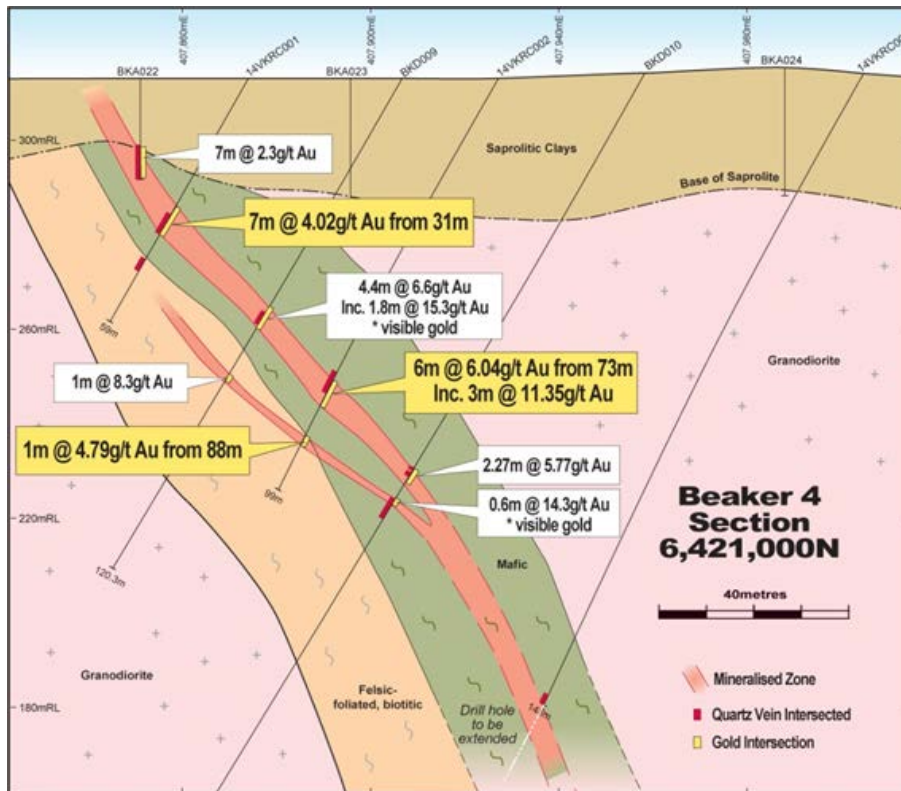 407,860mE
407,900mE
407,940mE
407,980mE
BKA022
14VKRC001
BKA023
BKD009
14VKRC002
BKD010
BKA024
300mRL
7m @ 2.3g/t Au
Saprolitic Clays
Base of Saprolite
7m @ 4.02g/t Au from 31m
4.4m @ 6.6g/t Au
Inc. 1.8m @ 15.3g/t Au
* visible gold
59m
260mRL
Granodiorite
1m @ 8.3g/t Au
6m @ 6.04g/t Au from 73m
Inc. 3m @ 11.35g/t Au
1m @ 4.79g/t Au from 88m
2.27m @ 5.77g/t Au
99m
0.6m @ 14.3g/t Au
* visible gold
220mRL
Beaker 4
Section
6,421,000N
120.3m
Mafic
40metres
Granodiorite
Felsic-
foliated, biotitic
Mineralised Zone
180mRL
Drill hole
to be
extended
Quartz Vein Intersected
Gold Intersection